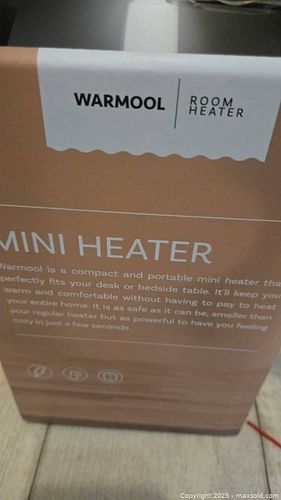 WARMOOL
ROOM
HEATER
MINI HEATER
Warmool is a compact and portable mini heater tha
perfectly fits your desk or bedside table. It'll keep you
warm and comfortable without having to pay to heat
your entire home. It is as safe as it can be, smaller than
your regular heater but as powerful to have you feeling
cozy in just a few seconds.
Copyright 2025 - maxsold.com